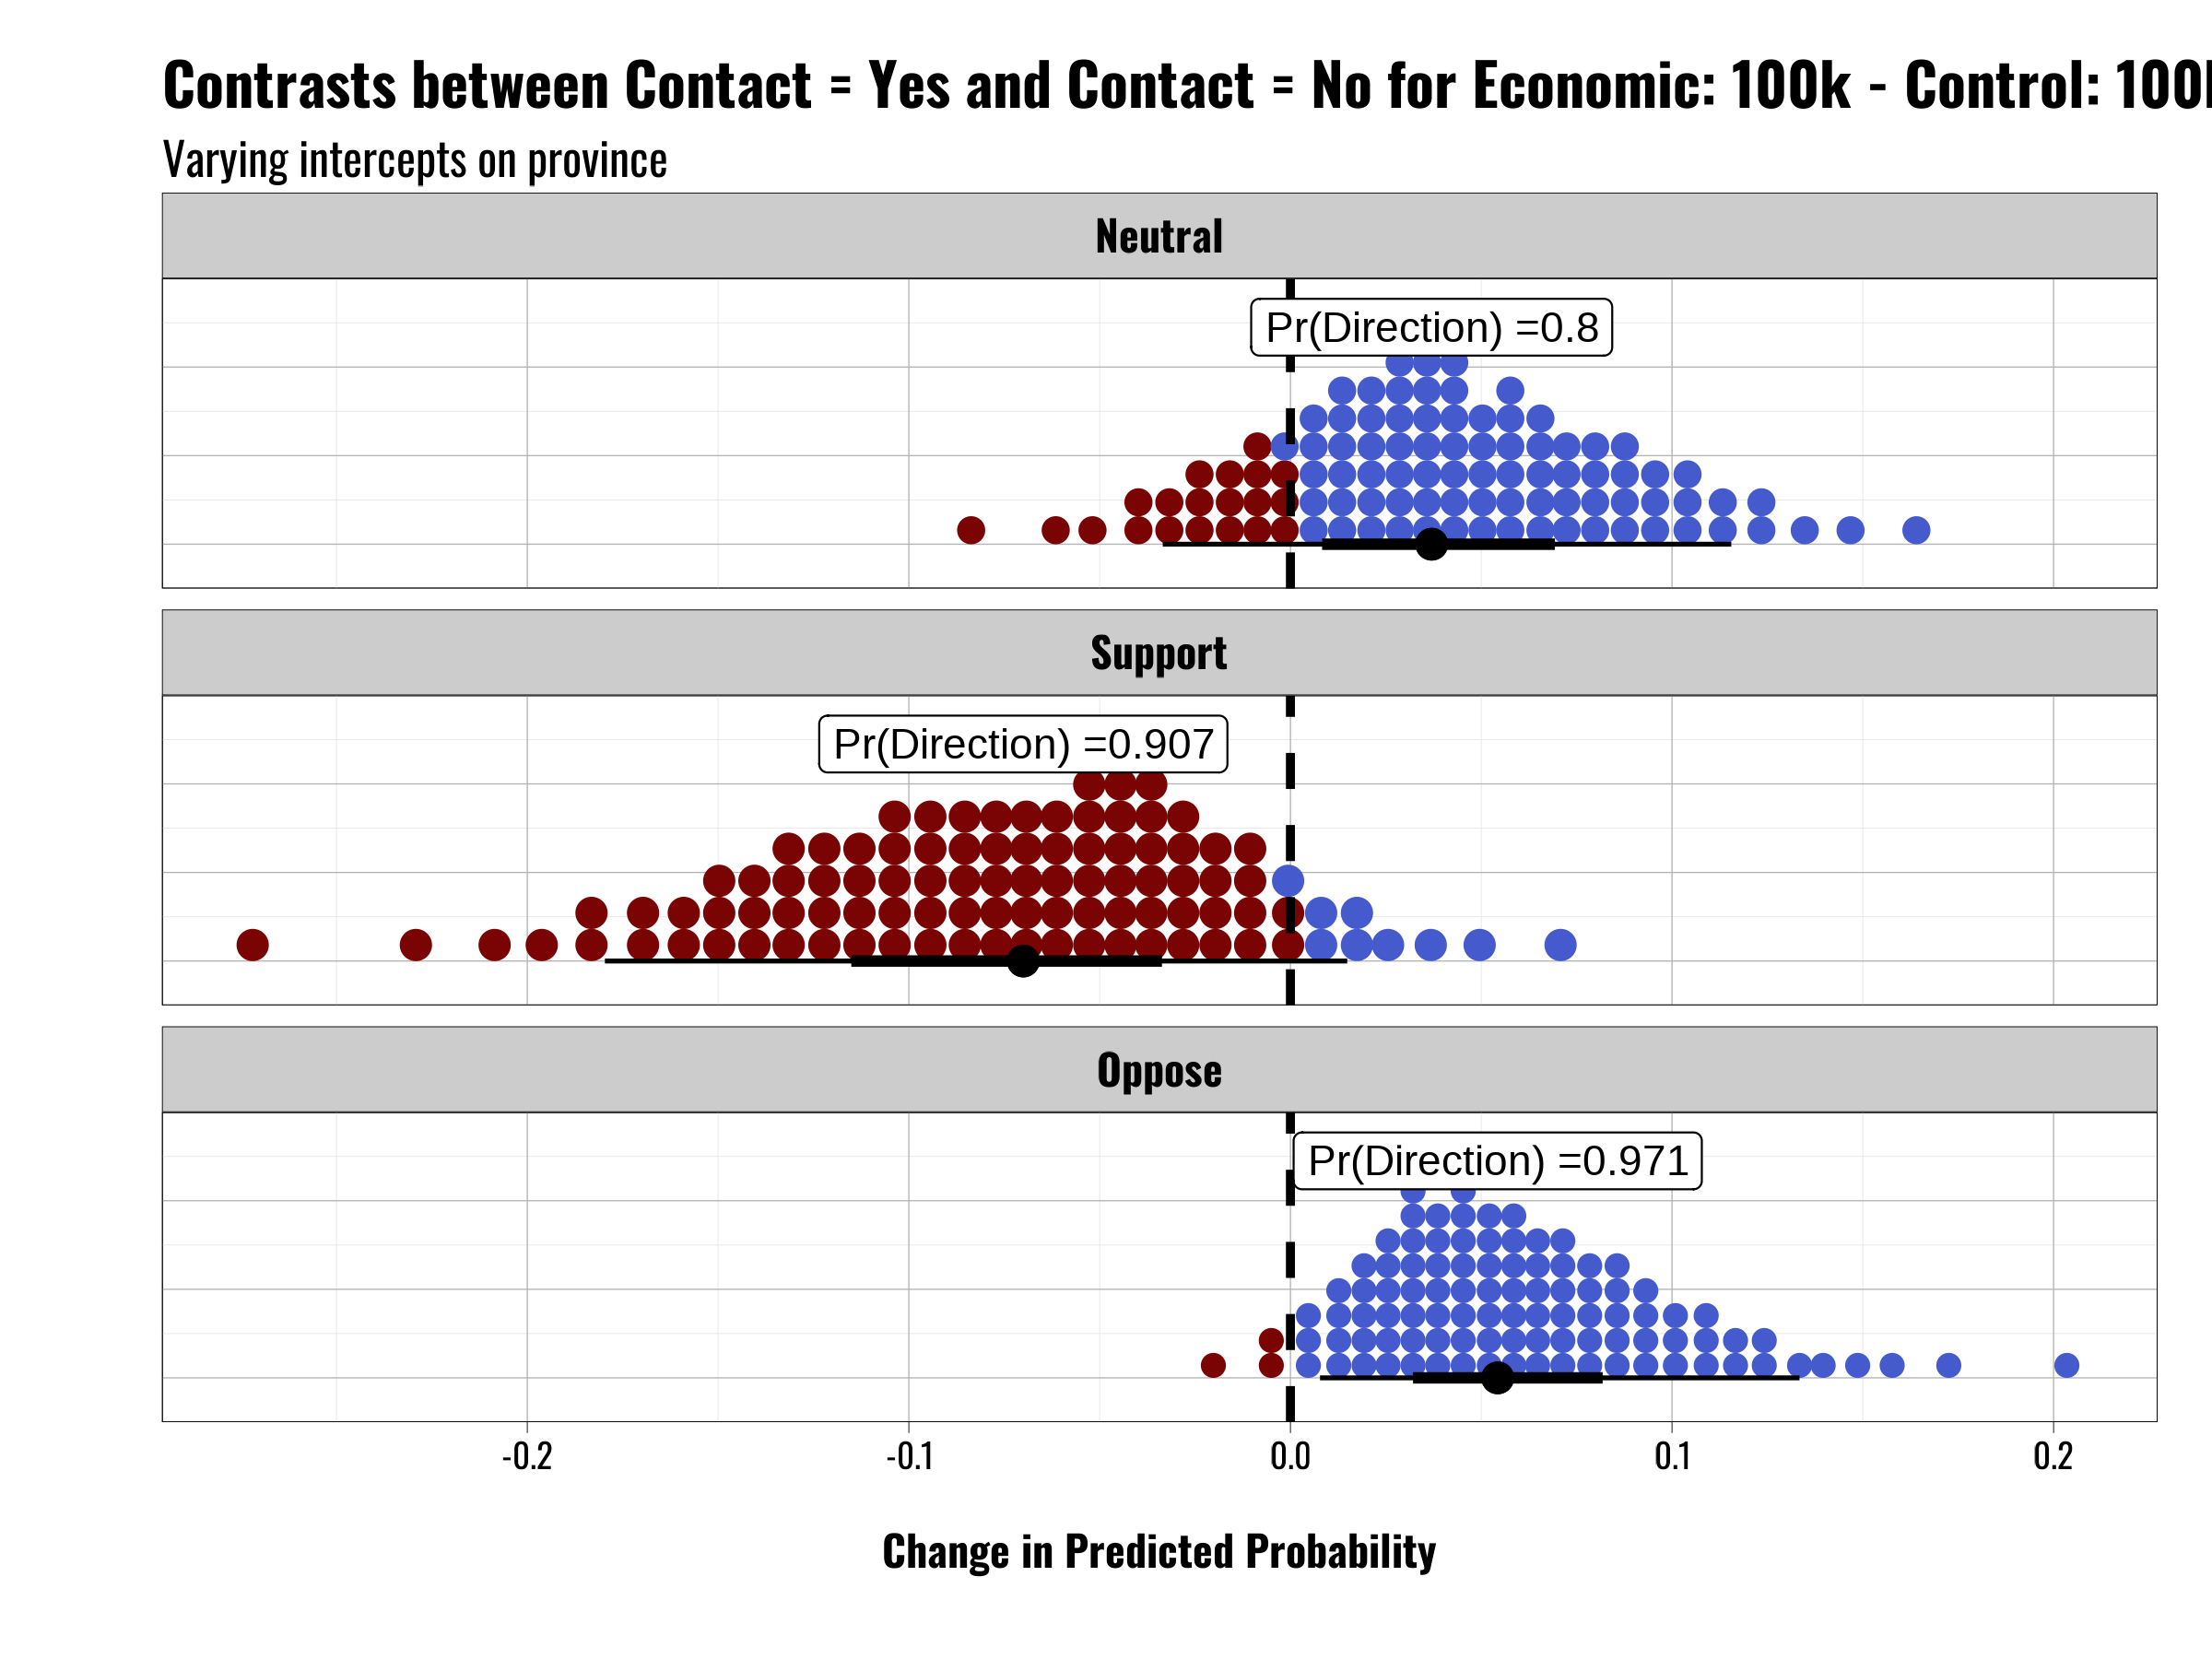 Contrasts between Contact = Yes and Contact = No for Economic: 100k - Control: 100
Varying intercepts on province
Neutral
Pr(Direction) =0.8
Support
Pr(Direction) =0.907
Oppose
Pr(Direction) =0.971
-0.2 -0.1 0.0 0.1 0.2
Change in Predicted Probability